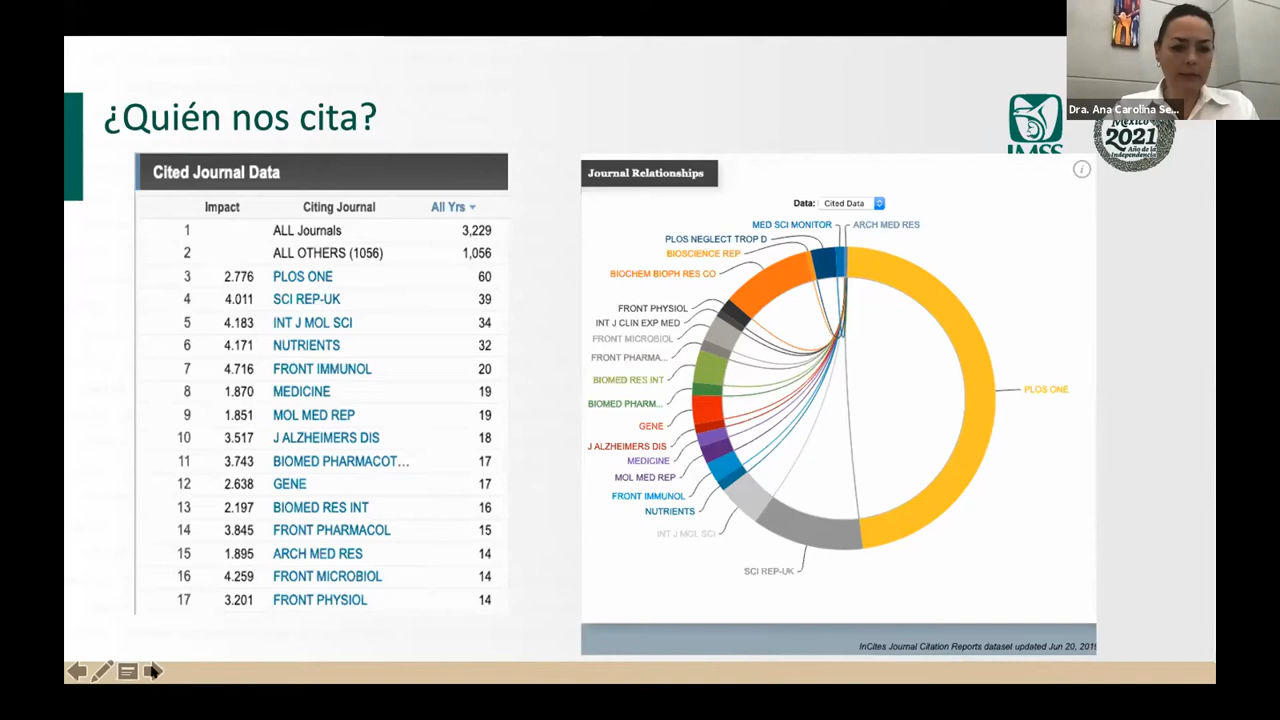 ¿Quién nos cita?
Dra. Ana Carolina Se...
IMSS
México
2021
Año de la
Independencia
Cited Journal Data
Impact Citing Journal All Yrs
1 ALL Journals 3,229
2 ALL OTHERS (1056) 1,056
3 2.776 PLOS ONE 60
4 4.011 SCI REP-UK 39
5 4.183 INT J MOL SCI 34
6 4.171 NUTRIENTS 32
7 4.716 FRONT IMMUNOL 20
8 1.870 MEDICINE 19
9 1.851 MOL MED REP 19
10 3.517 J ALZHEIMERS DIS 18
11 3.743 BIOMED PHARMACOT... 17
12 2.638 GENE 17
13 2.197 BIOMED RES INT 16
14 3.845 FRONT PHARMACOL 15
15 1.895 ARCH MED RES 14
16 4.259 FRONT MICROBIOL 14
17 3.201 FRONT PHYSIOL 14
Journal Relationships
i
Data: Cited Data
MED SCI MONITOR
ARCH MED RES
PLOS NEGLECT TROP D
BIOSCIENCE REP
BIOCHEM BIOPH RES CO
FRONT PHYSIOL
INT J CLIN EXP MED
FRONT MICROBIOL
FRONT PHARMA...
BIOMED RES INT
PLOS ONE
BIOMED PHARM...
GENE
J ALZHEIMERS DIS
MEDICINE
MOL MED REP
FRONT IMMUNOL
NUTRIENTS
INT J MOL SCI
SCI REP-UK
InCites Journal Citation Reports dataset updated Jun 20, 2019